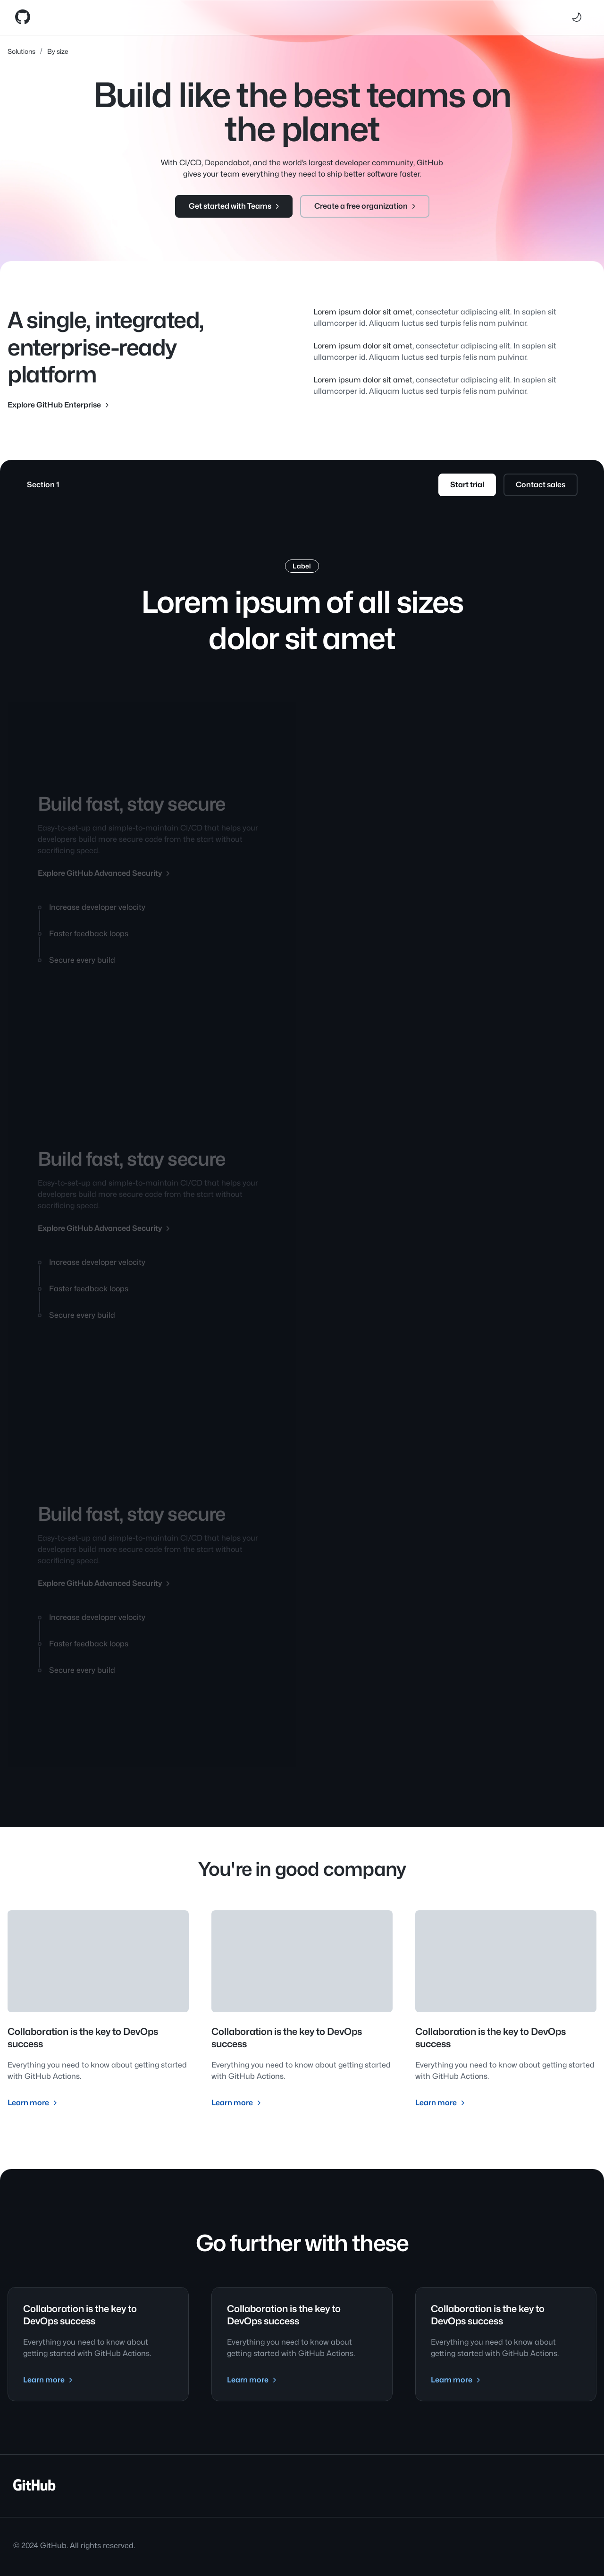 Solutions / By size
Build like the best teams on
the planet
With CI/CD, Dependabot, and the world's largest developer community, GitHub
gives your team everything they need to ship better software faster.
Get started with Teams
Create a free organization
A single, integrated,
enterprise-ready
platform
Explore GitHub Enterprise
Lorem ipsum dolor sit amet, consectetur adipiscing elit. In sapien sit
ullamcorper id. Aliquam luctus sed turpis felis nam pulvinar.
Lorem ipsum dolor sit amet, consectetur adipiscing elit. In sapien sit
ullamcorper id. Aliquam luctus sed turpis felis nam pulvinar.
Lorem ipsum dolor sit amet, consectetur adipiscing elit. In sapien sit
ullamcorper id. Aliquam luctus sed turpis felis nam pulvinar.
Section 1
Start trial
Contact sales
Label
Lorem ipsum of all sizes
dolor sit amet
Build fast, stay secure
Easy-to-set-up and simple-to-maintain CI/CD that helps your
developers build more secure code from the start without
sacrificing speed.
Explore GitHub Advanced Security
Increase developer velocity
Faster feedback loops
Secure every build
Build fast, stay secure
Easy-to-set-up and simple-to-maintain CI/CD that helps your
developers build more secure code from the start without
sacrificing speed.
Explore GitHub Advanced Security
Increase developer velocity
Faster feedback loops
Secure every build
Build fast, stay secure
Easy-to-set-up and simple-to-maintain CI/CD that helps your
developers build more secure code from the start without
sacrificing speed.
Explore GitHub Advanced Security
Increase developer velocity
Faster feedback loops
Secure every build
You're in good company
Collaboration is the key to DevOps
success
Everything you need to know about getting started
with GitHub Actions.
Learn more
Collaboration is the key to DevOps
success
Everything you need to know about getting started
with GitHub Actions.
Learn more
Collaboration is the key to DevOps
success
Everything you need to know about getting started
with GitHub Actions.
Learn more
Go further with these
Collaboration is the key to
DevOps success
Everything you need to know about
getting started with GitHub Actions.
Learn more
Collaboration is the key to
DevOps success
Everything you need to know about
getting started with GitHub Actions.
Learn more
Collaboration is the key to
DevOps success
Everything you need to know about
getting started with GitHub Actions.
Learn more
GitHub
© 2024 GitHub. All rights reserved.